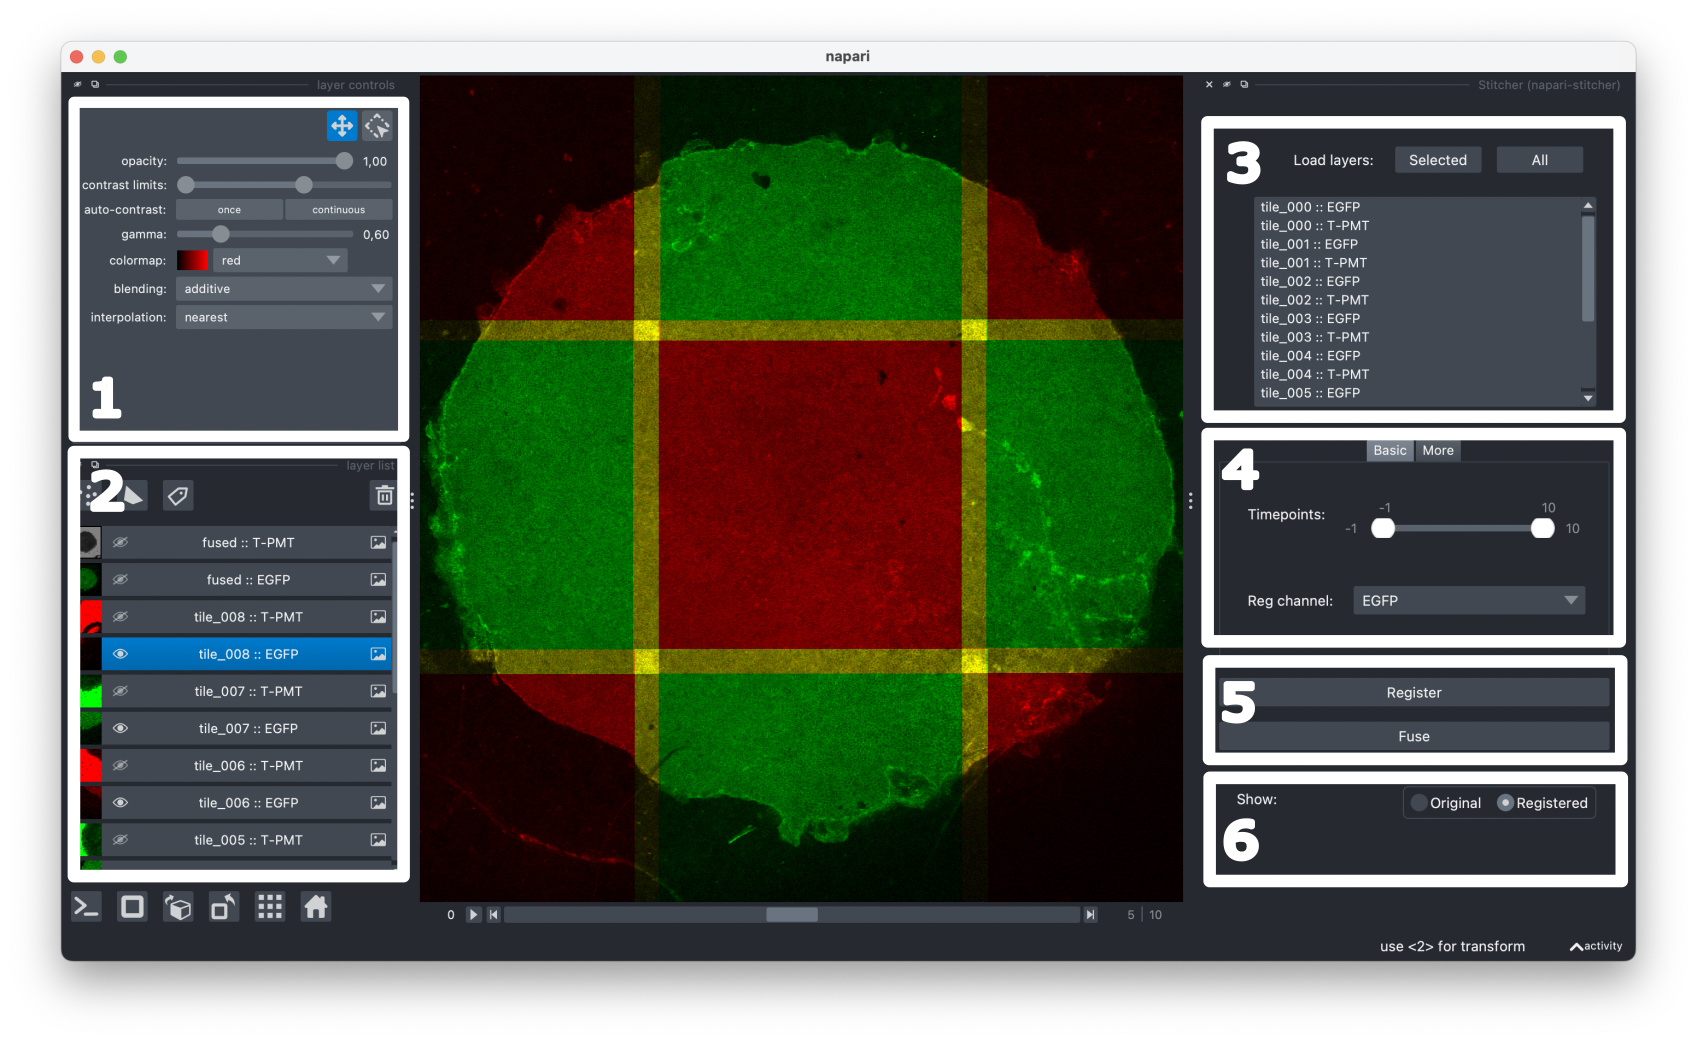 napari
layer controls
opacity: 1,00
contrast limits:
auto-contrast: once continuous
gamma: 0,60
colormap: red
blending: additive
interpolation: nearest
1
layer list
2
fused :: T-PMT
fused :: EGFP
tile_008 :: T-PMT
tile_008 :: EGFP
tile_007 :: T-PMT
tile_007 :: EGFP
tile_006 :: T-PMT
tile_006 :: EGFP
tile_005 :: T-PMT
0 5 | 10
Stitcher (napari-stitcher)
3
Load layers: Selected All
tile_000 :: EGFP
tile_000 :: T-PMT
tile_001 :: EGFP
tile_001 :: T-PMT
tile_002 :: EGFP
tile_002 :: T-PMT
tile_003 :: EGFP
tile_003 :: T-PMT
tile_004 :: EGFP
tile_004 :: T-PMT
tile_005 :: EGFP
Basic More
4
-1 10
Timepoints: -1 10
Reg channel: EGFP
5
Register
Fuse
Show: Original Registered
6
use <2> for transform activity